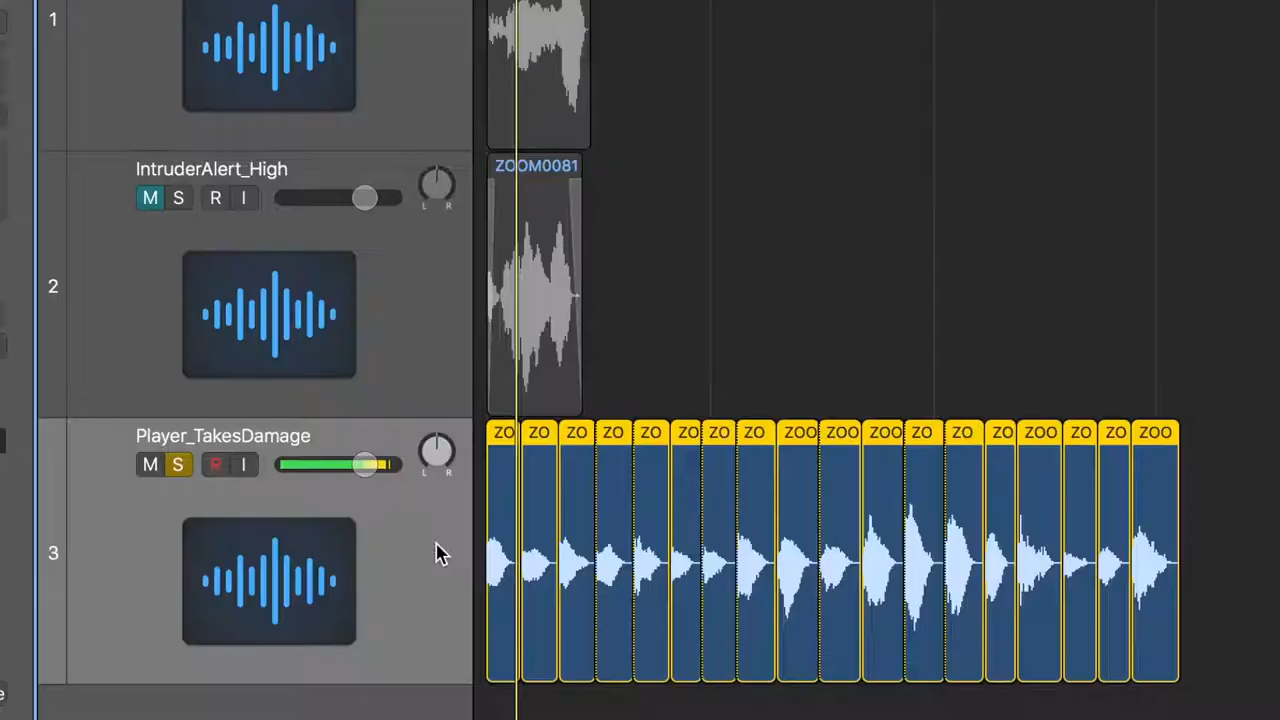 1
IntruderAlert_High
M S R I
L R
ZOOM0081
2
Player_TakesDamage
M S R I
L R
ZO ZO ZO ZO ZO ZO ZO ZO ZOO ZOO ZOO ZO ZO ZO ZOO ZO ZO ZOO
3
e